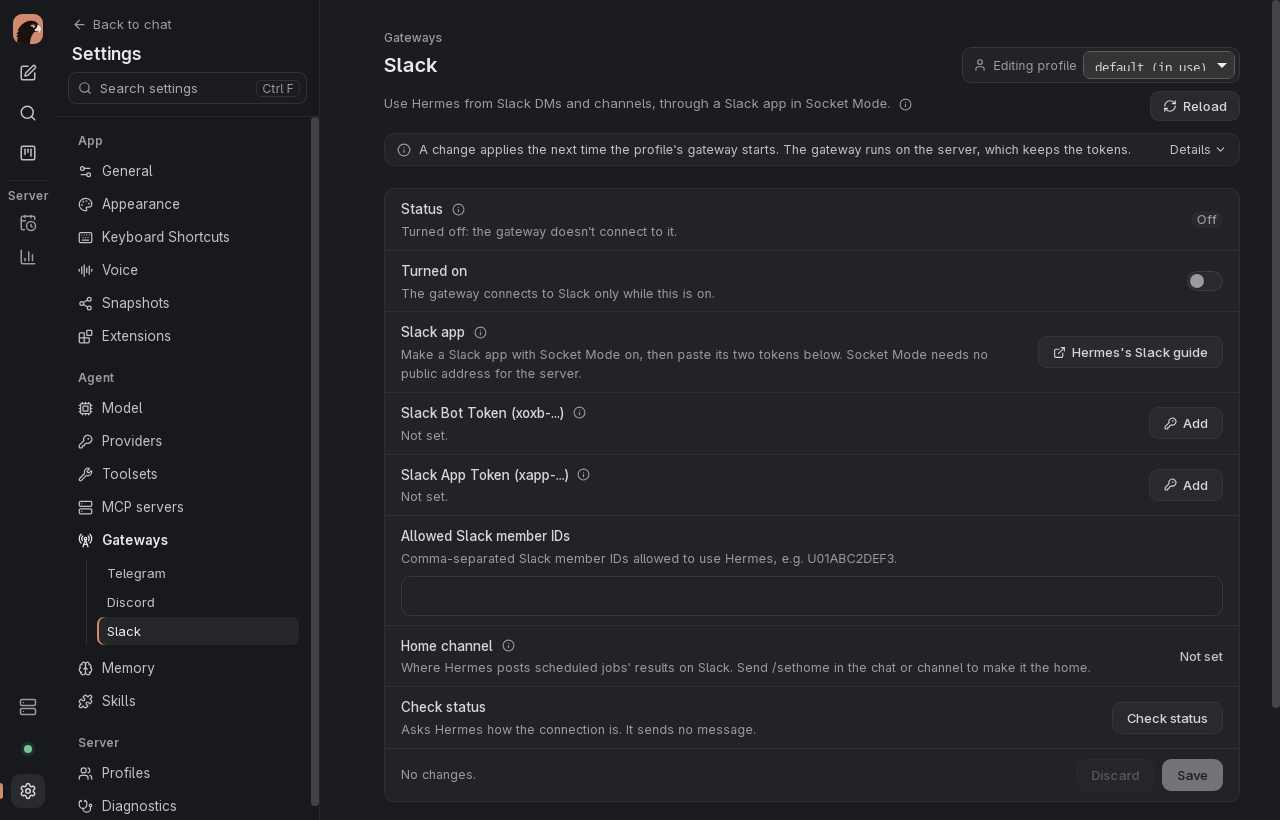 Back to chat
Settings
Search settings
Ctrl F
App
General
Appearance
Keyboard Shortcuts
Voice
Snapshots
Extensions
Agent
Model
Providers
Toolsets
MCP servers
Gateways
Telegram
Discord
Slack
Memory
Skills
Server
Profiles
Diagnostics
Server
Gateways
Slack
Editing profile
default (in use)
Use Hermes from Slack DMs and channels, through a Slack app in Socket Mode.
Reload
A change applies the next time the profile's gateway starts. The gateway runs on the server, which keeps the tokens.
Details
Status
Turned off: the gateway doesn't connect to it.
Off
Turned on
The gateway connects to Slack only while this is on.
Slack app
Make a Slack app with Socket Mode on, then paste its two tokens below. Socket Mode needs no
public address for the server.
Hermes's Slack guide
Slack Bot Token (xoxb-...)
Not set.
Add
Slack App Token (xapp-...)
Not set.
Add
Allowed Slack member IDs
Comma-separated Slack member IDs allowed to use Hermes, e.g. U01ABC2DEF3.
Home channel
Where Hermes posts scheduled jobs' results on Slack. Send /sethome in the chat or channel to make it the home.
Not set
Check status
Asks Hermes how the connection is. It sends no message.
Check status
No changes.
Discard
Save